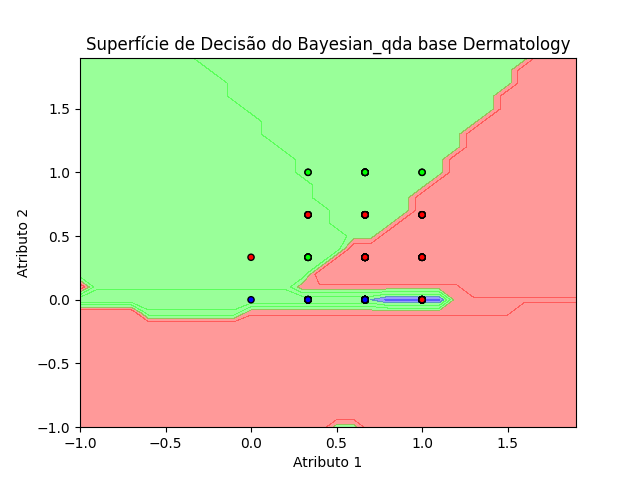 Superfície de Decisão do Bayesian_qda base Dermatology
Atributo 2
1.5
1.0
0.5
0.0
−0.5
−1.0
−1.0 −0.5 0.0 0.5 1.0 1.5
Atributo 1